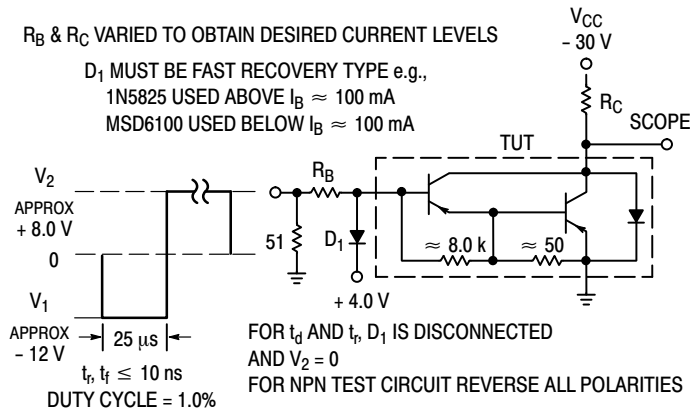 R_B & R_C VARIED TO OBTAIN DESIRED CURRENT LEVELS
D_1 MUST BE FAST RECOVERY TYPE e.g.,
1N5825 USED ABOVE I_B ≈ 100 mA
MSD6100 USED BELOW I_B ≈ 100 mA
V_CC
− 30 V
R_C
SCOPE
TUT
V_2
APPROX
+ 8.0 V
0
V_1
APPROX
− 12 V
25 μs
t_r, t_f ≤ 10 ns
DUTY CYCLE = 1.0%
R_B
51
D_1
+ 4.0 V
≈ 8.0 k
≈ 50
FOR t_d AND t_r, D_1 IS DISCONNECTED
AND V_2 = 0
FOR NPN TEST CIRCUIT REVERSE ALL POLARITIES